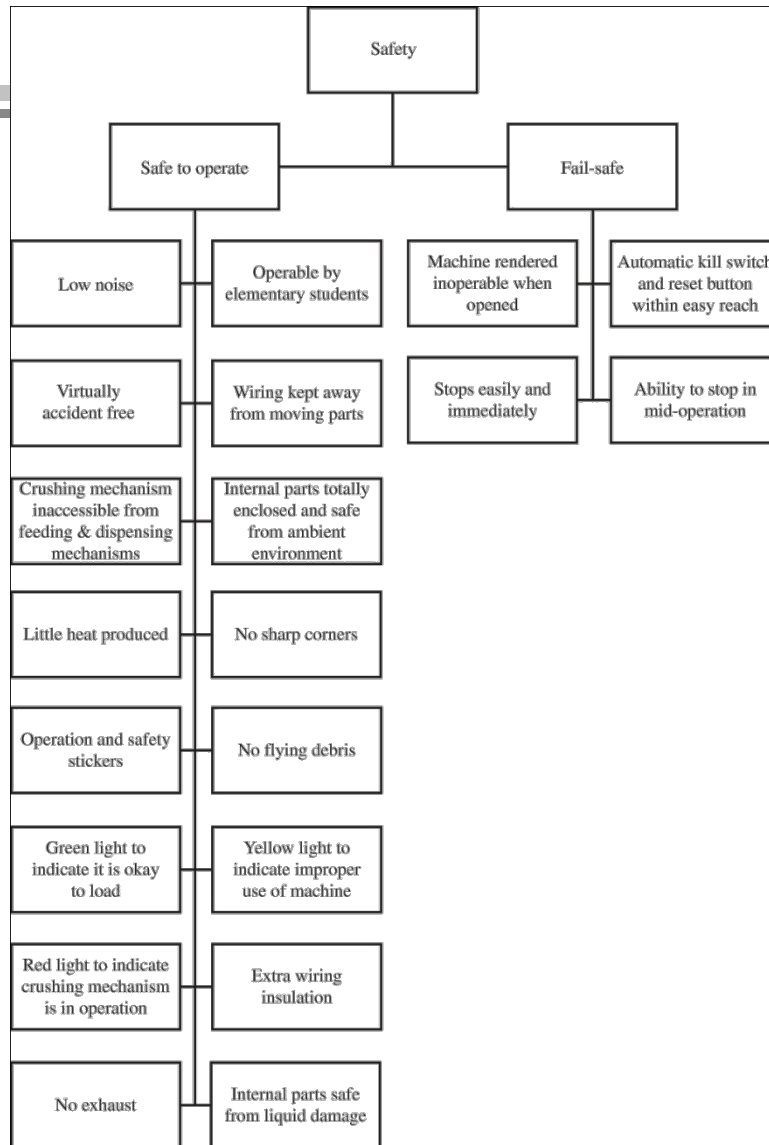 Safety
Safe to operate
Fail-safe
Low noise
Operable by
elementary students
Machine rendered
inoperable when
opened
Automatic kill switch
and reset button
within easy reach
Virtually
accident free
Wiring kept away
from moving parts
Stops easily and
immediately
Ability to stop in
mid-operation
Crushing mechanism
inaccessible from
feeding & dispensing
mechanisms
Internal parts totally
enclosed and safe
from ambient
environment
Little heat produced
No sharp corners
Operation and safety
stickers
No flying debris
Green light to
indicate it is okay
to load
Yellow light to
indicate improper
use of machine
Red light to indicate
crushing mechanism
is in operation
Extra wiring
insulation
No exhaust
Internal parts safe
from liquid damage